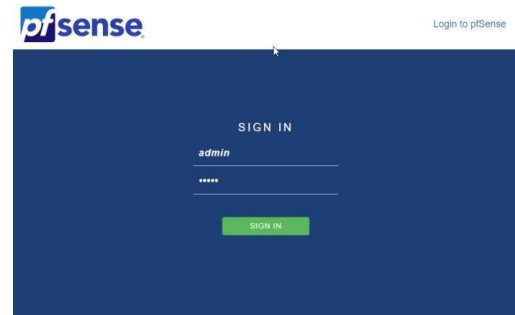 pfsense
Login to pfSense
SIGN IN
admin
•••••
SIGN IN